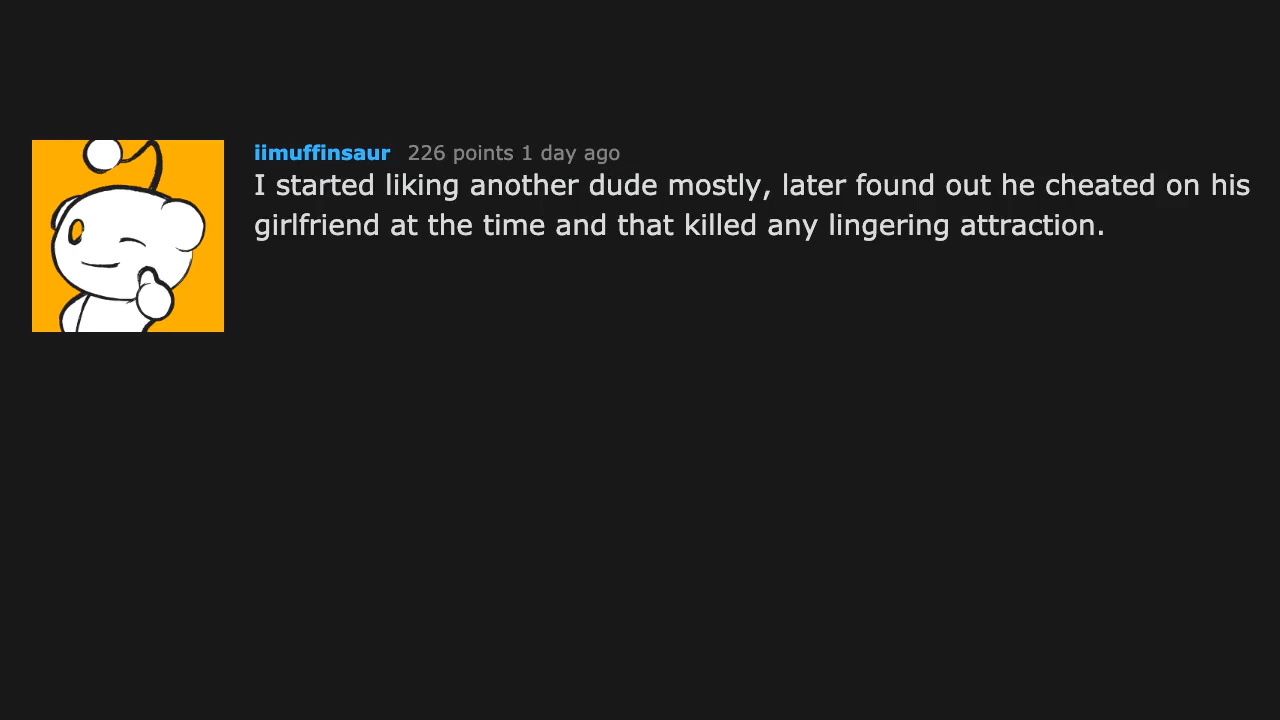 iimuffinsaur 226 points 1 day ago
I started liking another dude mostly, later found out he cheated on his
girlfriend at the time and that killed any lingering attraction.